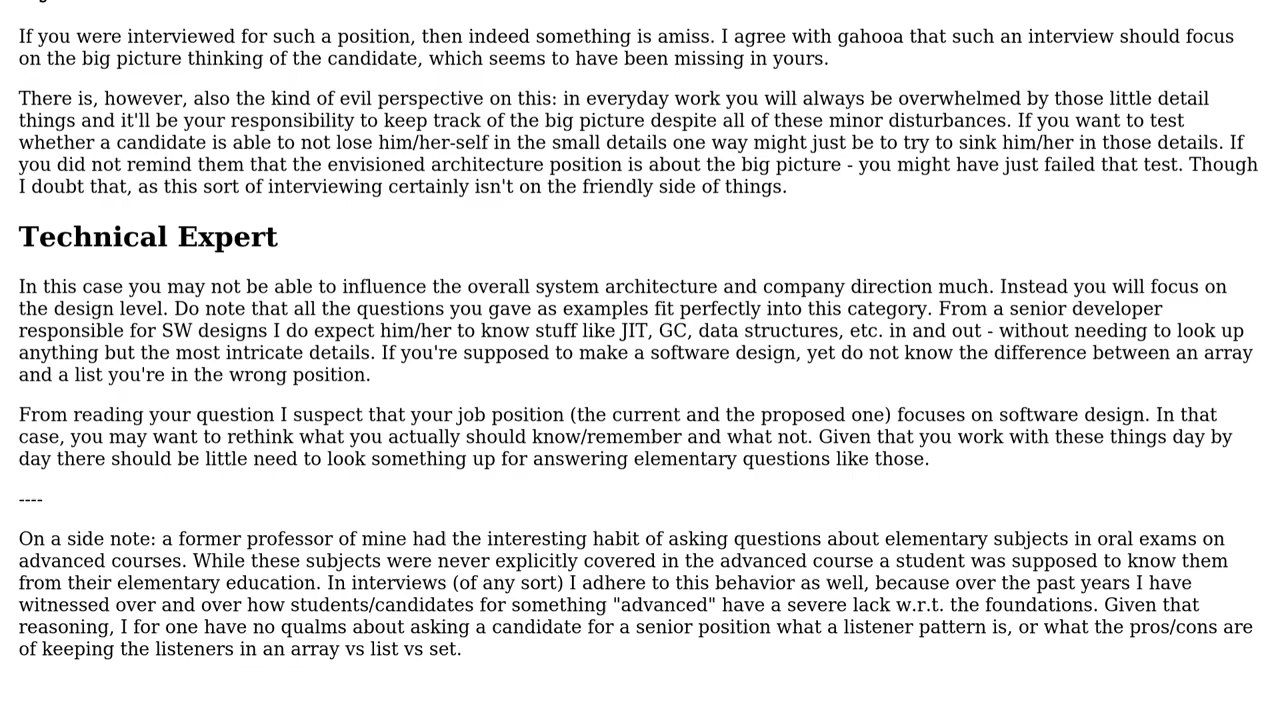 If you were interviewed for such a position, then indeed something is amiss. I agree with gahooa that such an interview should focus
on the big picture thinking of the candidate, which seems to have been missing in yours.
There is, however, also the kind of evil perspective on this: in everyday work you will always be overwhelmed by those little detail
things and it'll be your responsibility to keep track of the big picture despite all of these minor disturbances. If you want to test
whether a candidate is able to not lose him/her-self in the small details one way might just be to try to sink him/her in those details. If
you did not remind them that the envisioned architecture position is about the big picture - you might have just failed that test. Though
I doubt that, as this sort of interviewing certainly isn't on the friendly side of things.
Technical Expert
In this case you may not be able to influence the overall system architecture and company direction much. Instead you will focus on
the design level. Do note that all the questions you gave as examples fit perfectly into this category. From a senior developer
responsible for SW designs I do expect him/her to know stuff like JIT, GC, data structures, etc. in and out - without needing to look up
anything but the most intricate details. If you're supposed to make a software design, yet do not know the difference between an array
and a list you're in the wrong position.
From reading your question I suspect that your job position (the current and the proposed one) focuses on software design. In that
case, you may want to rethink what you actually should know/remember and what not. Given that you work with these things day by
day there should be little need to look something up for answering elementary questions like those.
----
On a side note: a former professor of mine had the interesting habit of asking questions about elementary subjects in oral exams on
advanced courses. While these subjects were never explicitly covered in the advanced course a student was supposed to know them
from their elementary education. In interviews (of any sort) I adhere to this behavior as well, because over the past years I have
witnessed over and over how students/candidates for something "advanced" have a severe lack w.r.t. the foundations. Given that
reasoning, I for one have no qualms about asking a candidate for a senior position what a listener pattern is, or what the pros/cons are
of keeping the listeners in an array vs list vs set.